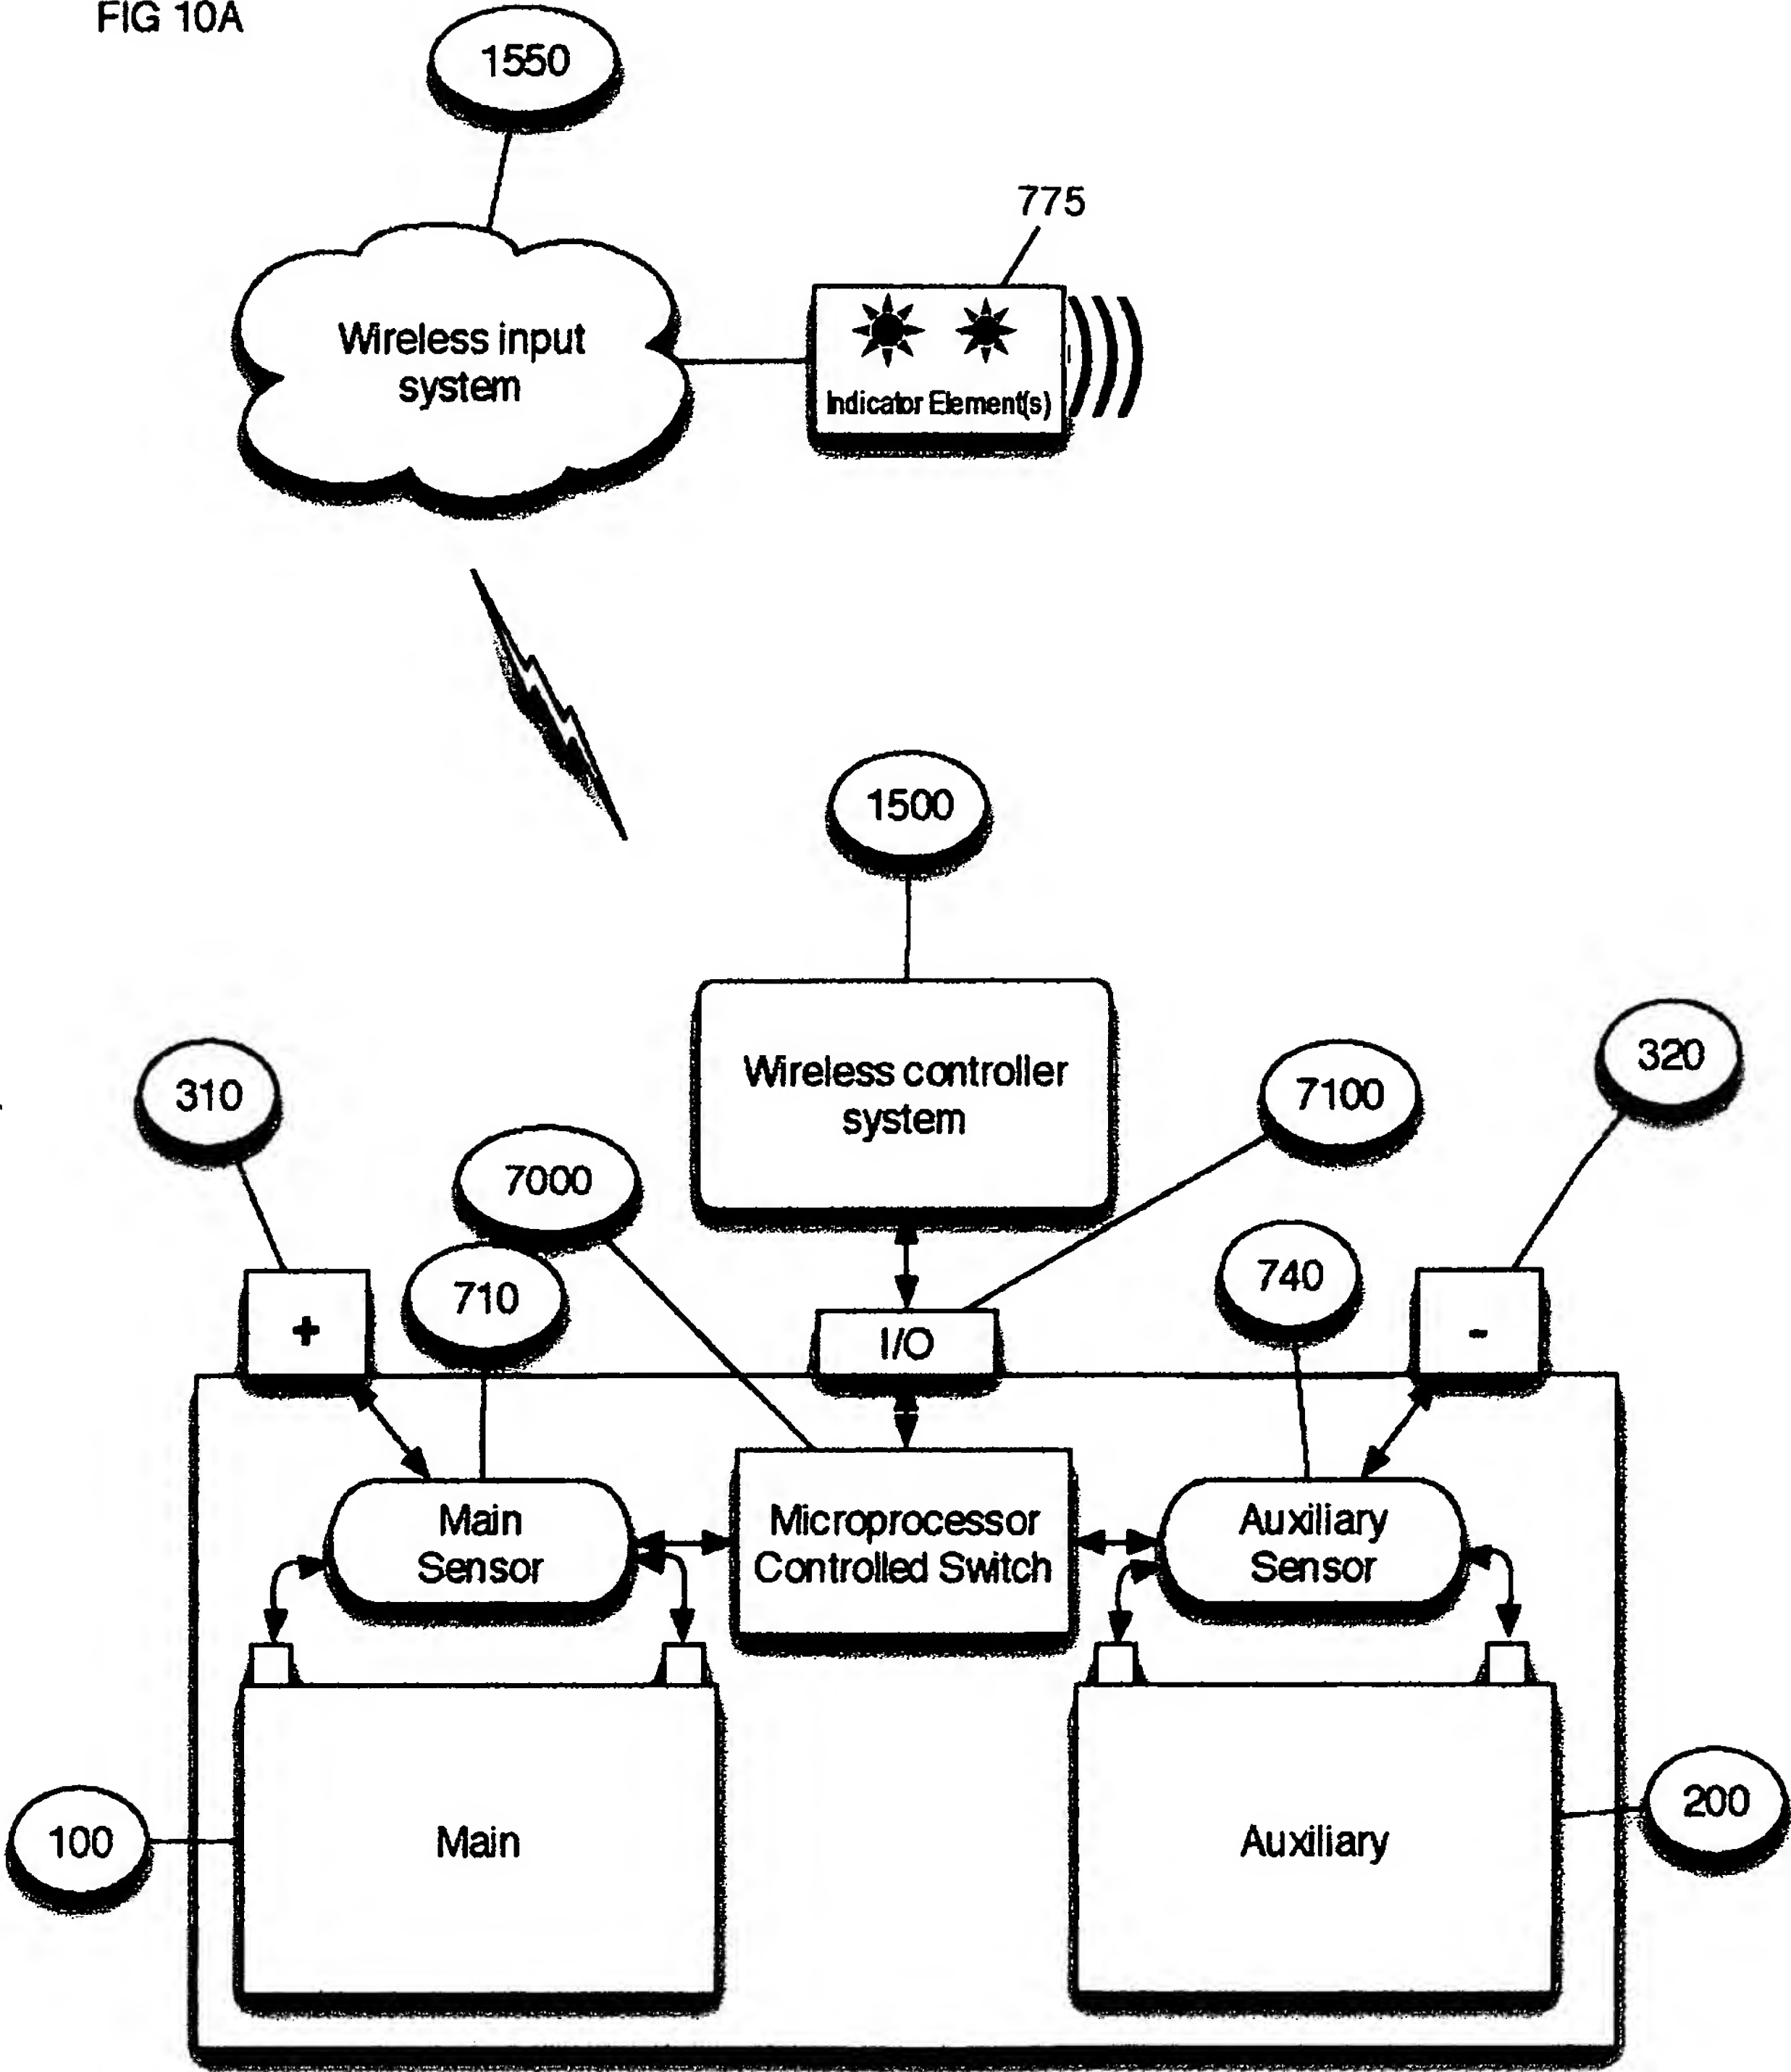 FIG 10A
1550
775
Wireless input
system
Indicator Element(s)
1500
Wireless controller
system
310
320
7100
7000
710
740
+
I/O
-
Main
Sensor
Microprocessor
Controlled Switch
Auxiliary
Sensor
100
Main
Auxiliary
200